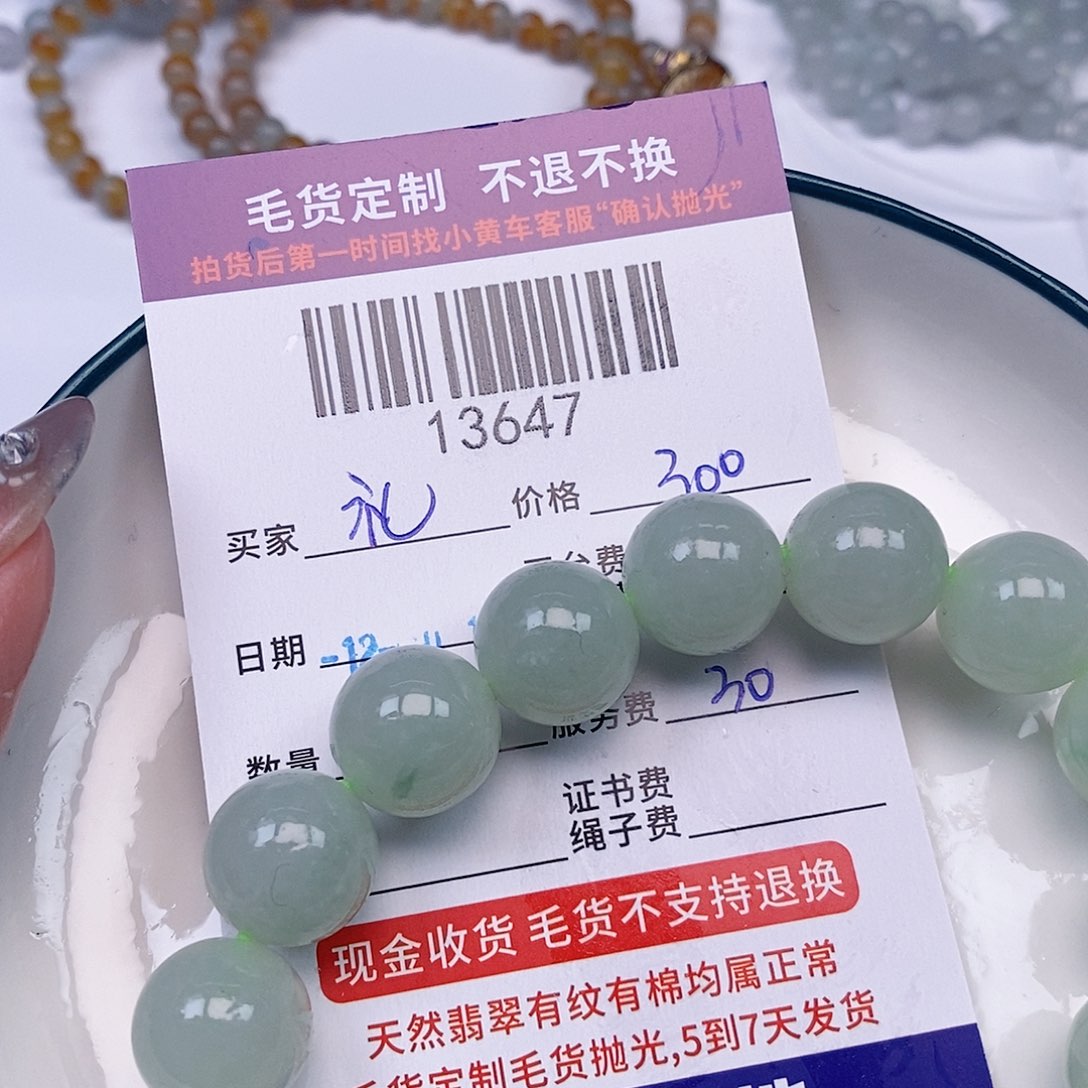 毛货定制 不退不换
拍货后第一时间找小黄车客服“确认抛光”
13647
买家 礼 价格 300
日期 -12-
服务费 30
数量
证书费
绳子费
现金收货 毛货不支持退换
天然翡翠有纹有棉均属正常
货定制毛货抛光,5到7天发货